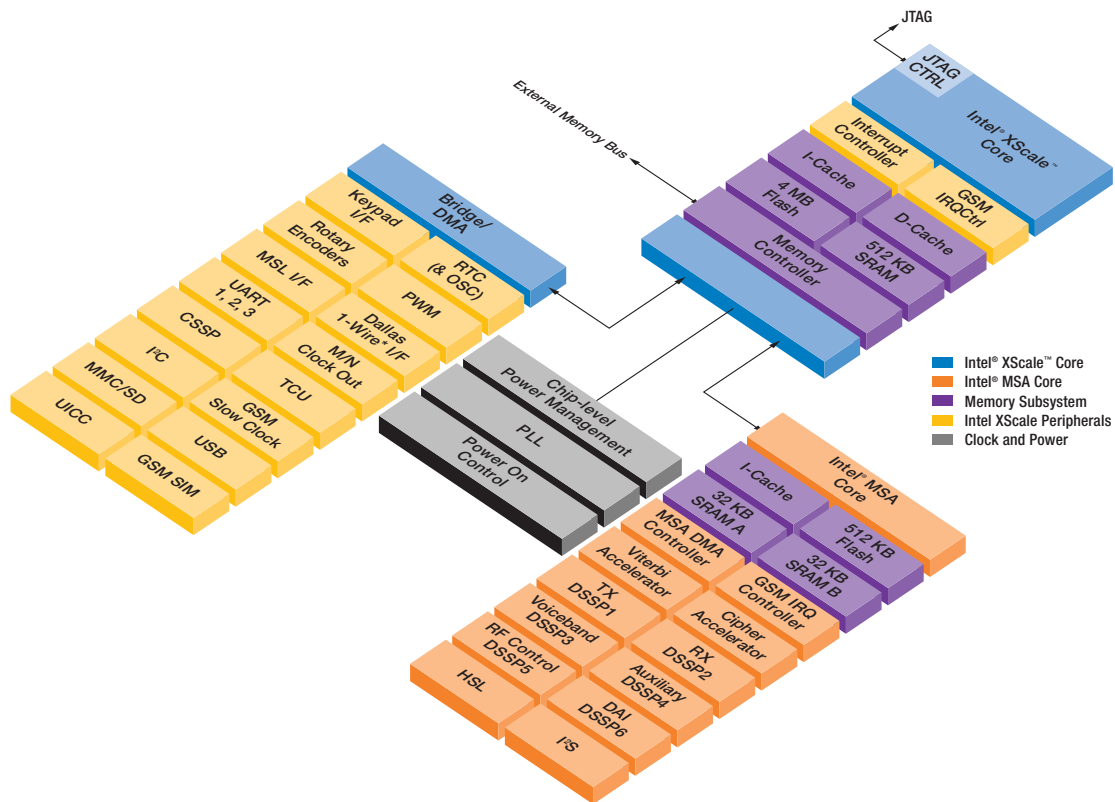 JTAG
JTAG
CTRL
Intel® XScale™
Core
External Memory Bus
Interrupt
Controller
GSM
IRQCtrl
I-Cache
D-Cache
4 MB
Flash
512 KB
SRAM
Memory
Controller
Bridge/
DMA
Keypad
I/F
RTC
(& OSC)
Rotary
Encoders
PWM
MSL I/F
Dallas
1-Wire* I/F
UART
1, 2, 3
M/N
Clock Out
CSSP
TCU
I²C
GSM
Slow Clock
MMC/SD
USB
UICC
GSM SIM
Chip-level
Power Management
PLL
Power On
Control
Intel® XScale™ Core
Intel® MSA Core
Memory Subsystem
Intel XScale Peripherals
Clock and Power
Intel® MSA
Core
I-Cache
512 KB
Flash
32 KB
SRAM A
32 KB
SRAM B
MSA DMA
Controller
GSM IRQ
Controller
Viterbi
Accelerator
Cipher
Accelerator
TX
DSSP1
RX
DSSP2
Voiceband
DSSP3
Auxiliary
DSSP4
RF Control
DSSP5
DAI
DSSP6
HSL
I²S